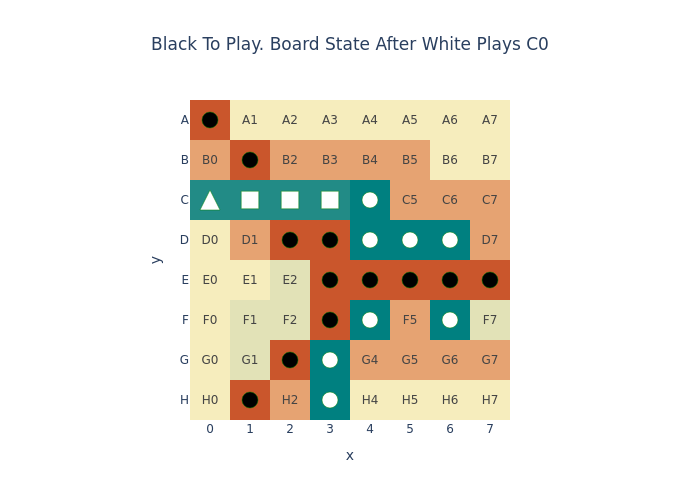 Black To Play. Board State After White Plays C0
A A1 A2 A3 A4 A5 A6 A7
B B0 B2 B3 B4 B5 B6 B7
C C5 C6 C7
D D0 D1 D7
y
E E0 E1 E2
F F0 F1 F2 F5 F7
G G0 G1 G4 G5 G6 G7
H H0 H2 H4 H5 H6 H7
0 1 2 3 4 5 6 7
x